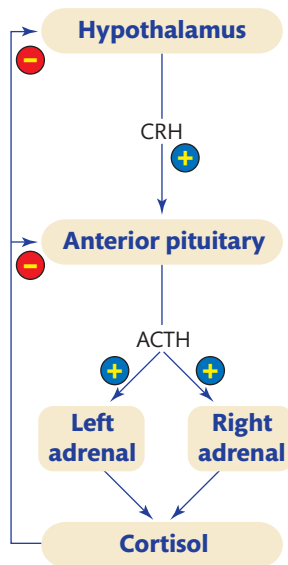 Hypothalamus
−
CRH
+
Anterior pituitary
−
ACTH
+ +
Left adrenal
Right adrenal
Cortisol